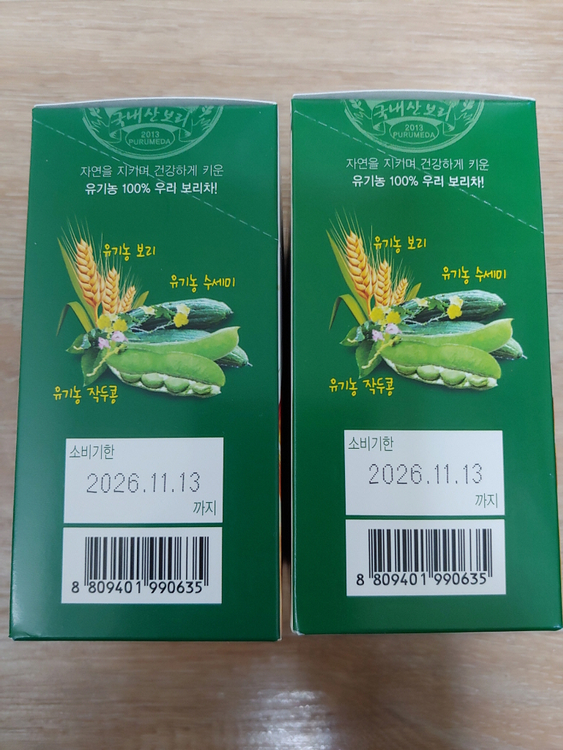 국내산보리
2013
PURUMEDA
자연을 지키며 건강하게 키운
유기농 100% 우리 보리차!
유기농 보리
유기농 수세미
유기농 작두콩
소비기한
2026.11.13
까지
8 809401 990635
국내산보리
2013
PURUMEDA
자연을 지키며 건강하게 키운
유기농 100% 우리 보리차!
유기농 보리
유기농 수세미
유기농 작두콩
소비기한
2026.11.13
까지
8 809401 990635